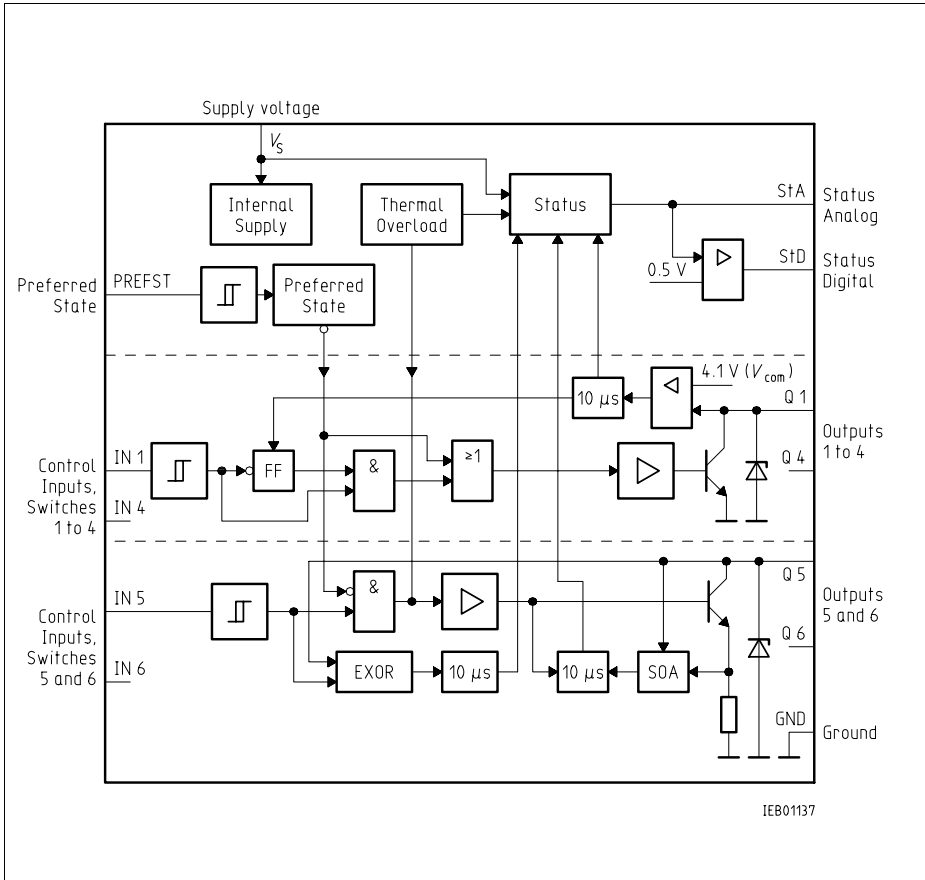 Supply voltage
VS
Internal
Supply
Thermal
Overload
Status
StA
Status
Analog
0.5 V
StD
Status
Digital
Preferred
State
PREFST
Preferred
State
4.1 V (Vcom)
10 µs
Q 1
Outputs
1 to 4
Q 4
Control
Inputs,
Switches
1 to 4
IN 1
IN 4
FF
&
≥1
Q 5
Outputs
5 and 6
Q 6
Control
Inputs,
Switches
5 and 6
IN 5
IN 6
&
EXOR
10 µs
10 µs
SOA
GND
Ground
IEB01137